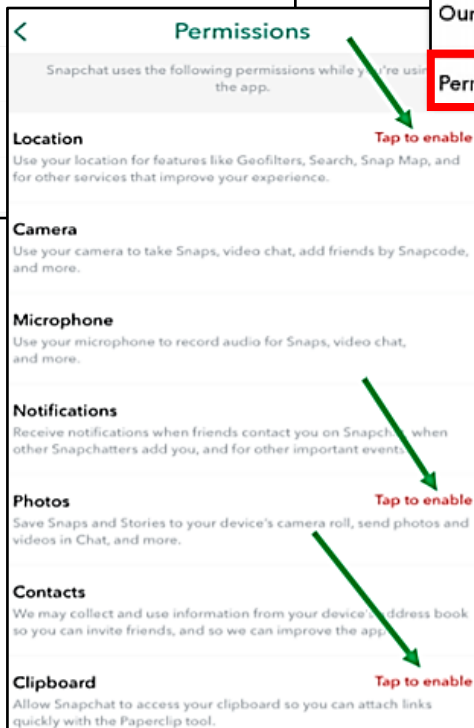 Permissions
Snapchat uses the following permissions while you're
the app.
Location Tap to enable
Use your location for features like Geofilters, Search, Snap Map, and
for other services that improve your experience.
Camera
Use your camera to take Snaps, video chat, add friends by Snapcode,
and more.
Microphone
Use your microphone to record audio for Snaps, video chat,
and more.
Notifications
Receive notifications when friends contact you on Snapchat, when
other Snapchatters add you, and for other important events
Photos Tap to enable
Save Snaps and Stories to your device's camera roll, send photos and
videos in Chat, and more.
Contacts
We may collect and use information from your device's address book
so you can invite friends, and so we can improve the app
Clipboard Tap to enable
Allow Snapchat to access your clipboard so you can attach links
quickly with the Paperclip tool.
Our